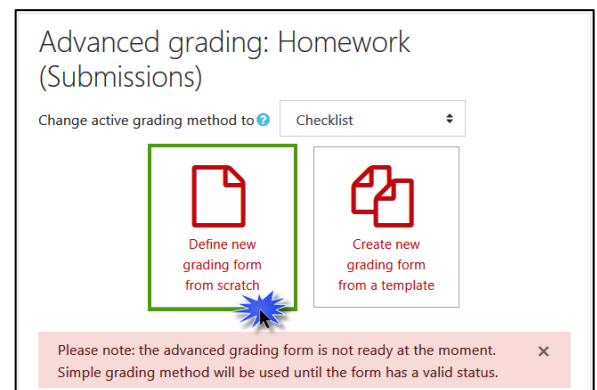 Advanced grading: Homework
(Submissions)
Change active grading method to ? Checklist
Define new
grading form
from scratch
Create new
grading form
from a template
Please note: the advanced grading form is not ready at the moment. ×
Simple grading method will be used until the form has a valid status.